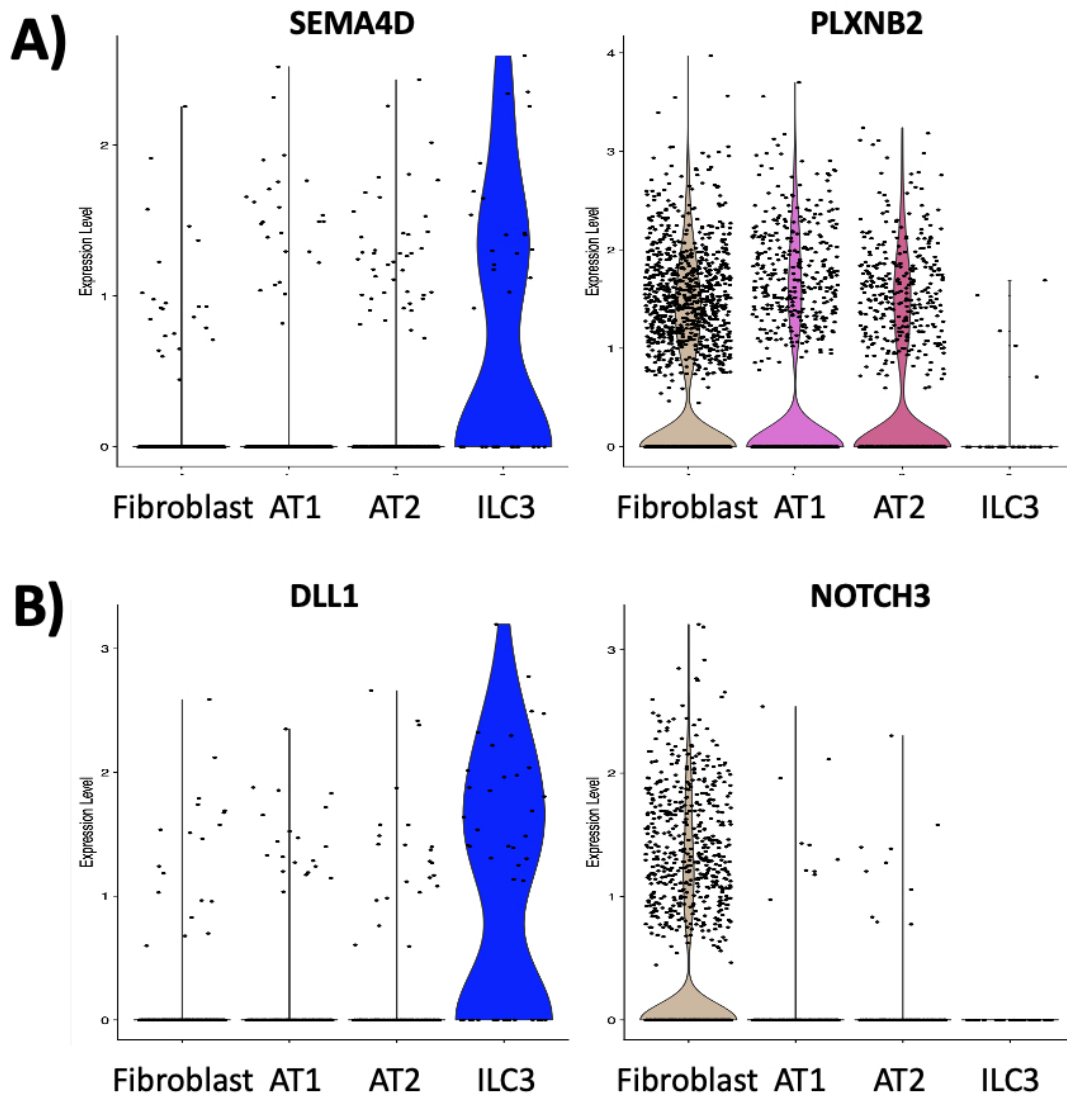 A)
SEMA4D
PLXNB2
Expression Level
2
1
0
Fibroblast AT1 AT2 ILC3
Expression Level
4
3
2
1
0
Fibroblast AT1 AT2 ILC3
B)
DLL1
NOTCH3
Expression Level
3
2
1
0
Fibroblast AT1 AT2 ILC3
Expression Level
3
2
1
0
Fibroblast AT1 AT2 ILC3